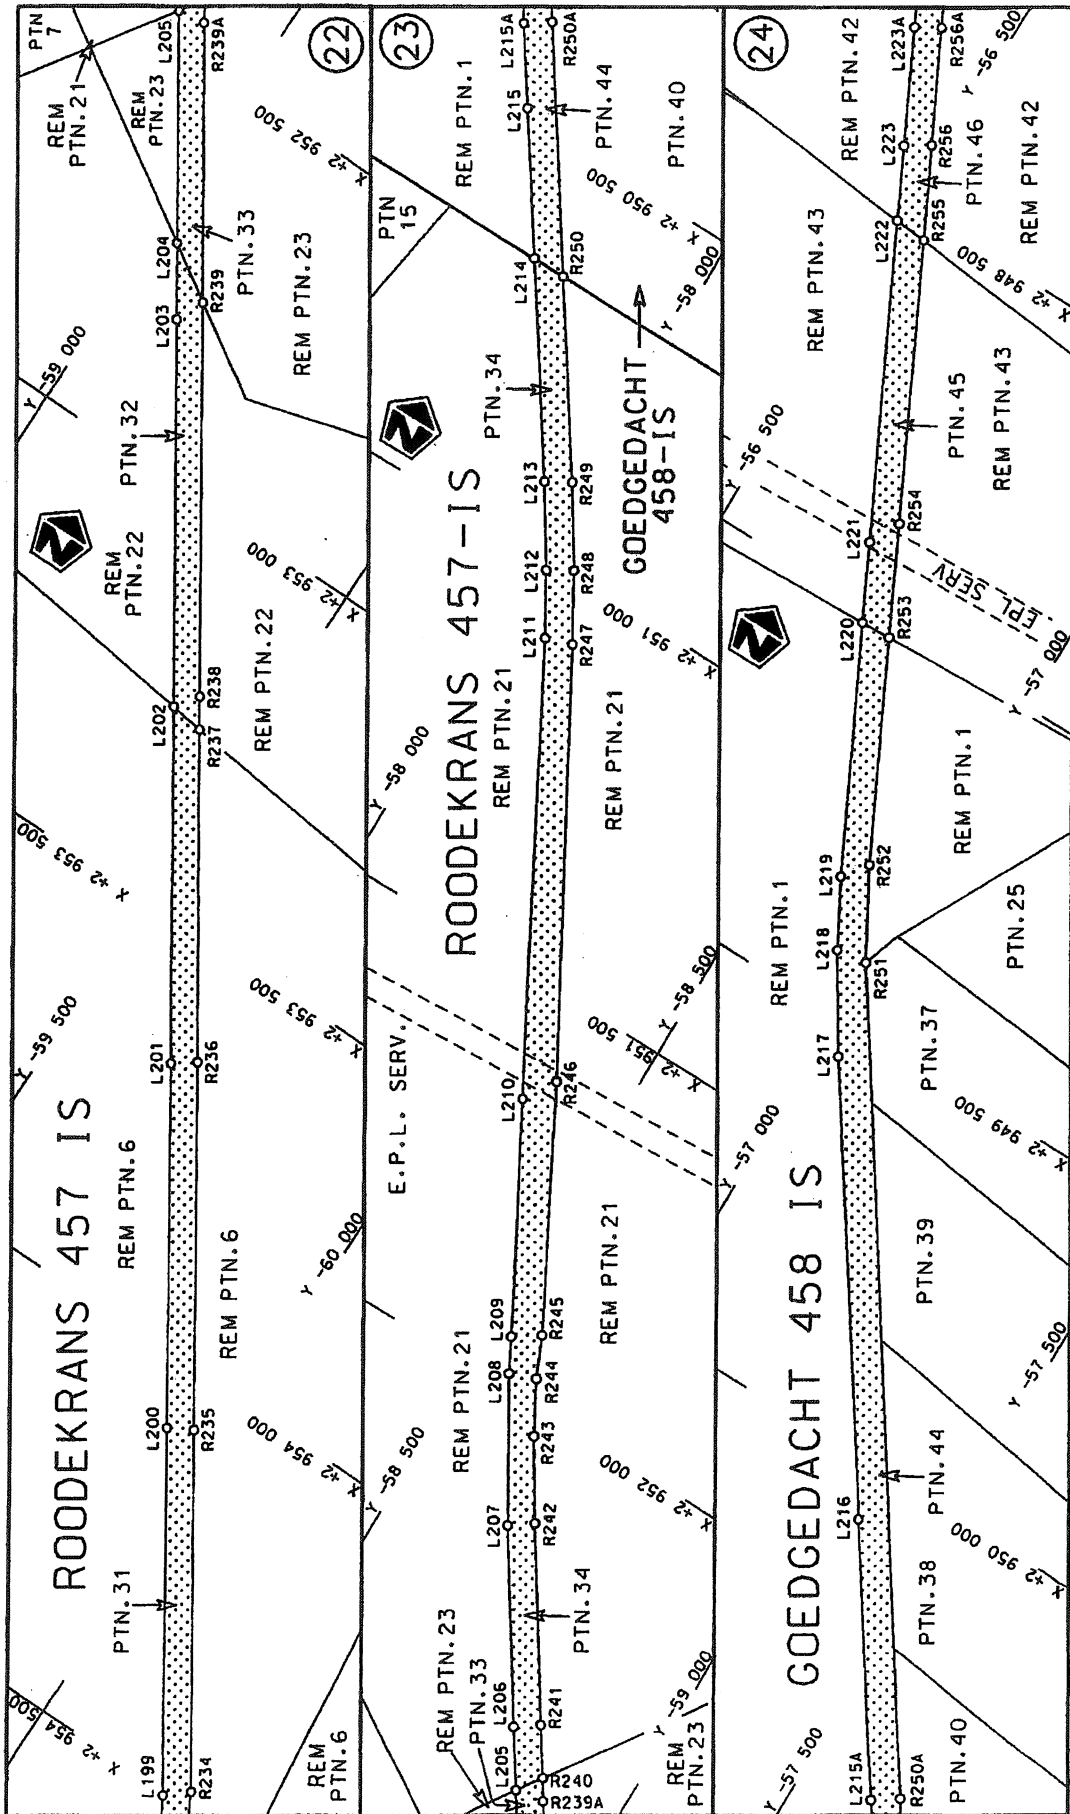 22
ROODEKRANS 457 IS
X +2 954 500
Y -59 500
X +2 953 500
Y -59 000
L199
L200
L201
L202
L203
L204
L205
PTN.31
REM PTN.6
REM
PTN.22
PTN.32
REM
PTN.21
REM
PTN.23
PTN
7
R234
R235
R236
R237
R238
R239
R239A
REM
PTN.6
REM PTN.6
REM PTN.22
PTN.33
REM PTN.23
X +2 954 000
Y -60 000
X +2 953 000
X +2 952 500
23
ROODEKRANS 457-IS
Y -58 500
E.P.L. SERV.
X +2 953 500
Y -58 000
REM PTN.23
PTN.33
REM PTN.21
REM PTN.21
PTN.34
PTN
15
REM PTN.1
L205
L206
L207
L208
L209
L210
L211
L212
L213
L214
L215
L215A
R239A
R240
R241
R242
R243
R244
R245
R246
R247
R248
R249
R250
R250A
REM
PTN.23
PTN.34
REM PTN.21
REM PTN.21
GOEDGEDACHT
458-IS
PTN.44
PTN.40
Y -59 000
X +2 952 000
X +2 951 500
Y -58 500
X +2 951 000
Y -58 000
X +2 950 500
24
GOEDGEDACHT 458 IS
Y -57 500
Y -57 000
Y -56 500
REM PTN.1
REM PTN.43
REM PTN.42
L215A
L216
L217
L218
L219
L220
L221
L222
L223
L223A
R250A
R251
R252
R253
R254
R255
R256
R256A
PTN.40
PTN.38
PTN.44
PTN.39
PTN.37
PTN.25
REM PTN.1
EPL SERV.
PTN.45
REM PTN.43
PTN.46
REM PTN.42
X +2 950 000
Y -57 500
X +2 949 500
Y -57 000
X +2 948 500
Y -56 500